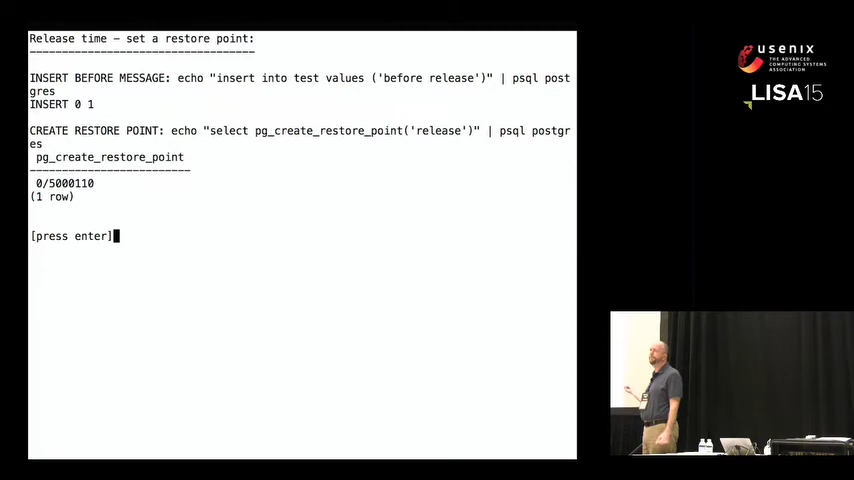 Release time - set a restore point:
-----------------------------------
INSERT BEFORE MESSAGE: echo "insert into test values ('before release')" | psql post
gres
INSERT 0 1
CREATE RESTORE POINT: echo "select pg_create_restore_point('release')" | psql postgr
es
pg_create_restore_point
-------------------------
0/5000110
(1 row)
[press enter]
usenix
THE ADVANCED
COMPUTING SYSTEMS
ASSOCIATION
LISA15